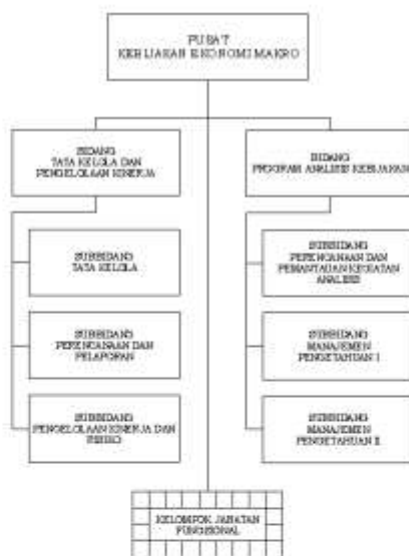 PUSAT
KEBIJAKAN EKONOMI MAKRO
BIDANG
TATA KELOLA DAN
PENGELOLAAN KINERJA
BIDANG
PROGRAM ANALISIS KEBIJAKAN
SUBBIDANG
TATA KELOLA
SUBBIDANG
PERENCANAAN DAN
PEMANTAUAN KEGIATAN
ANALISIS
SUBBIDANG
PERENCANAAN DAN
PELAPORAN
SUBBIDANG
MANAJEMEN
PENGETAHUAN I
SUBBIDANG
PENGELOLAAN KINERJA DAN
RISIKO
SUBBIDANG
MANAJEMEN
PENGETAHUAN II
KELOMPOK JABATAN
FUNGSIONAL